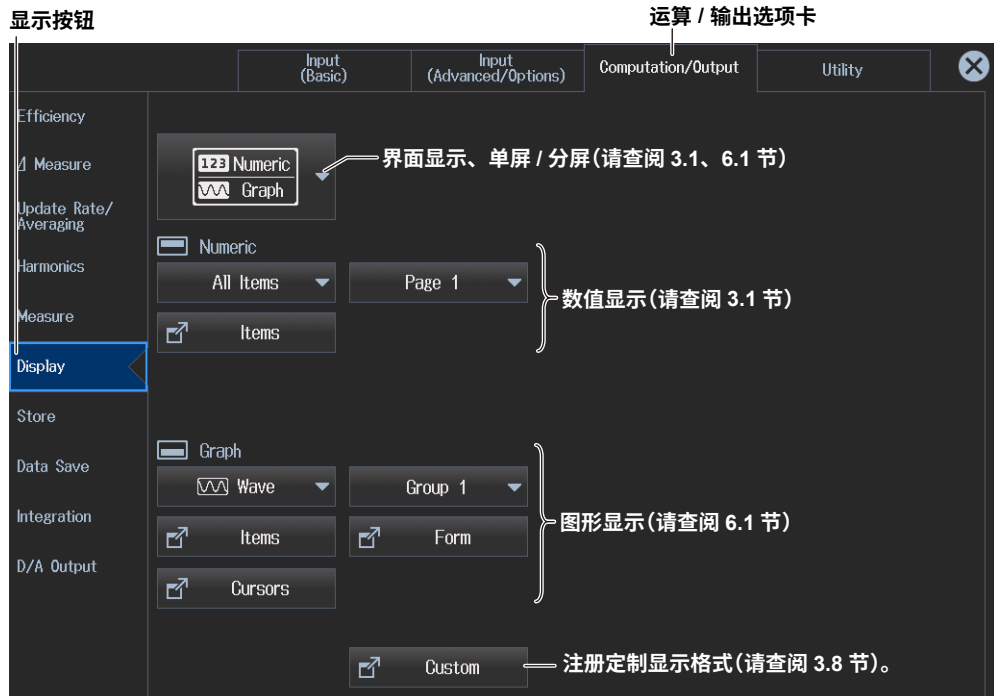 显示按钮
运算 / 输出选项卡
Input
(Basic)
Input
(Advanced/Options)
Computation/Output
Utility
Efficiency
⊿ Measure
Update Rate/
Averaging
Harmonics
Measure
Display
Store
Data Save
Integration
D/A Output
123 Numeric
Graph
界面显示、单屏 / 分屏（请查阅 3.1、6.1 节）
Numeric
All Items
Page 1
Items
数值显示（请查阅 3.1 节）
Graph
Wave
Group 1
Items
Form
Cursors
图形显示（请查阅 6.1 节）
Custom
注册定制显示格式（请查阅 3.8 节）。